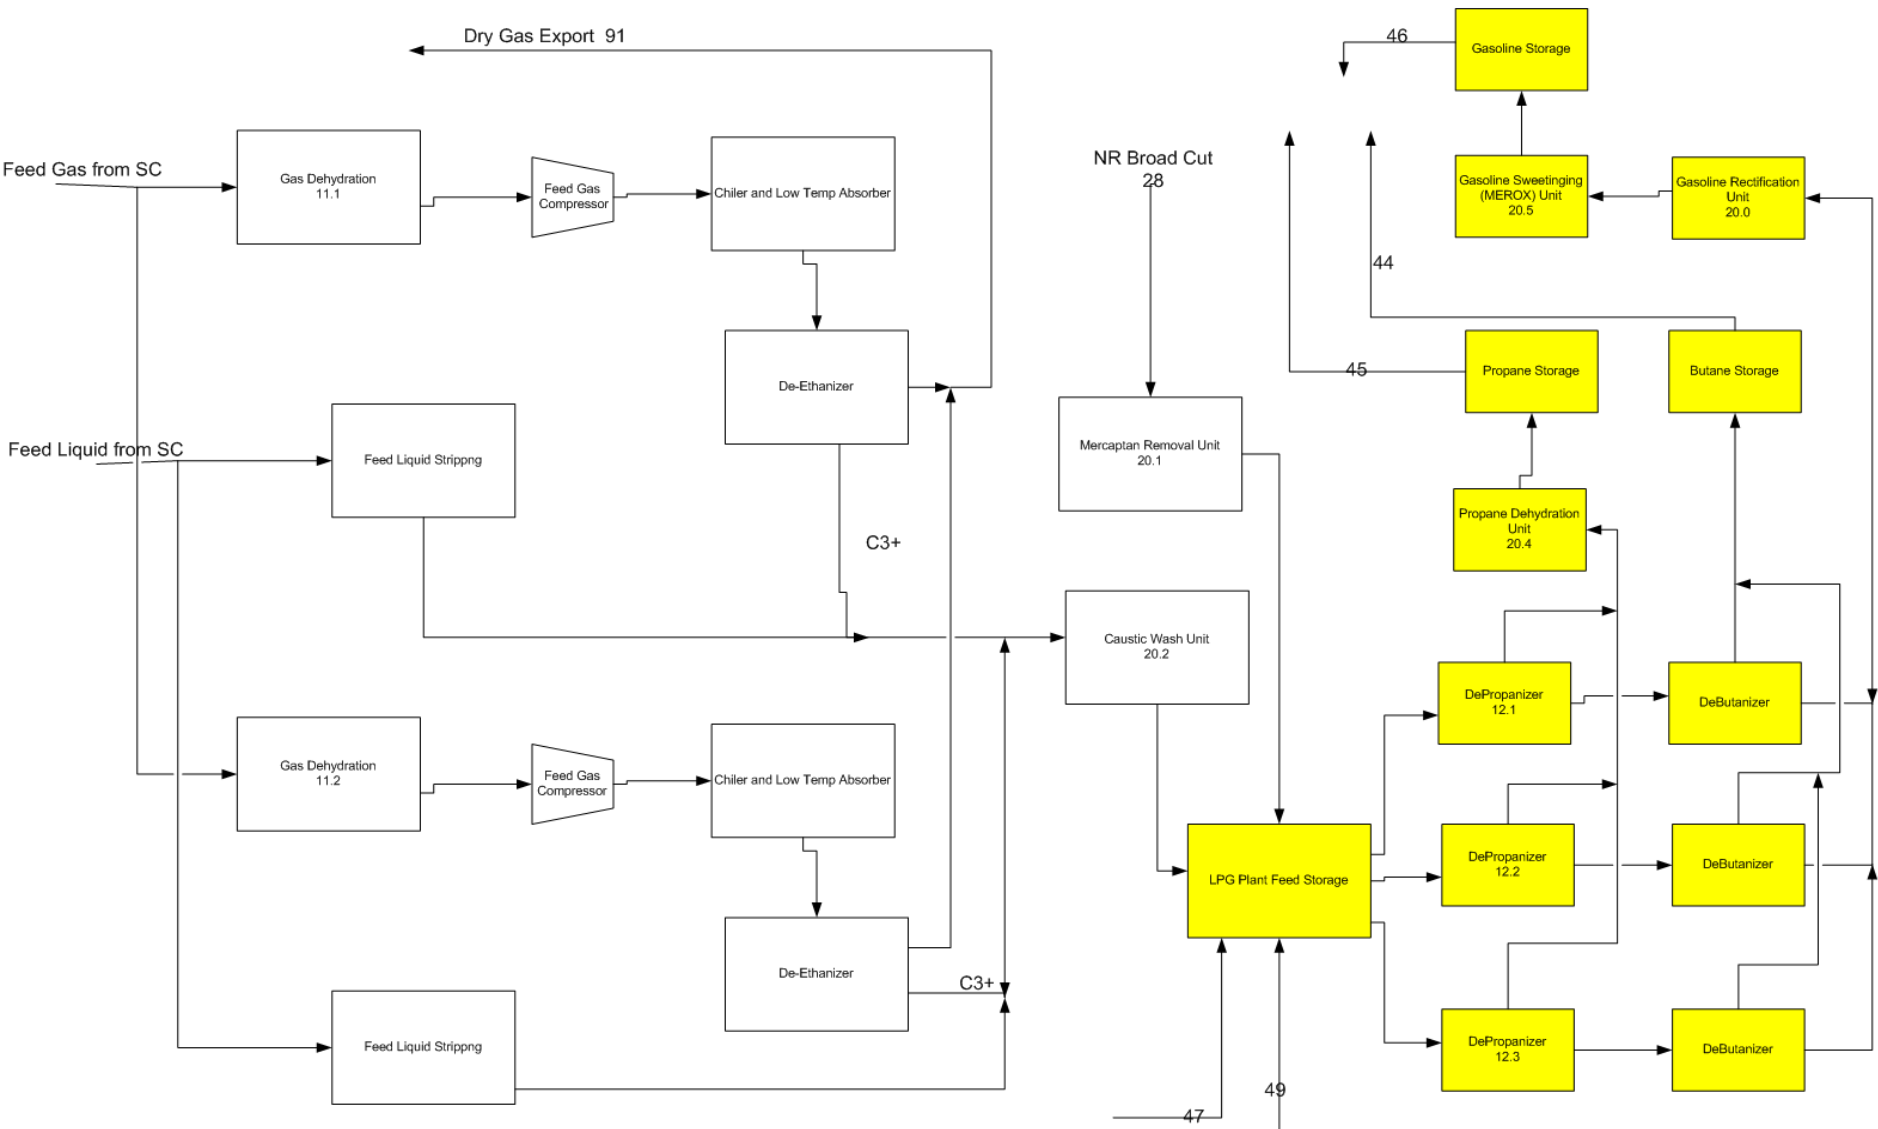 Dry Gas Export  91
46
Gasoline Storage
Feed Gas from SC
Gas Dehydration
11.1
Feed Gas
Compressor
Chiler and Low Temp Absorber
NR Broad Cut
28
Gasoline Sweetinging
(MEROX) Unit
20.5
Gasoline Rectification
Unit
20.0
44
De-Ethanizer
45
Propane Storage
Butane Storage
Feed Liquid from SC
Feed Liquid Strippng
Mercaptan Removal Unit
20.1
Propane Dehydration
Unit
20.4
C3+
Caustic Wash Unit
20.2
DePropanizer
12.1
DeButanizer
Gas Dehydration
11.2
Feed Gas
Compressor
Chiler and Low Temp Absorber
LPG Plant Feed Storage
DePropanizer
12.2
DeButanizer
De-Ethanizer
C3+
Feed Liquid Strippng
DePropanizer
12.3
DeButanizer
49
47